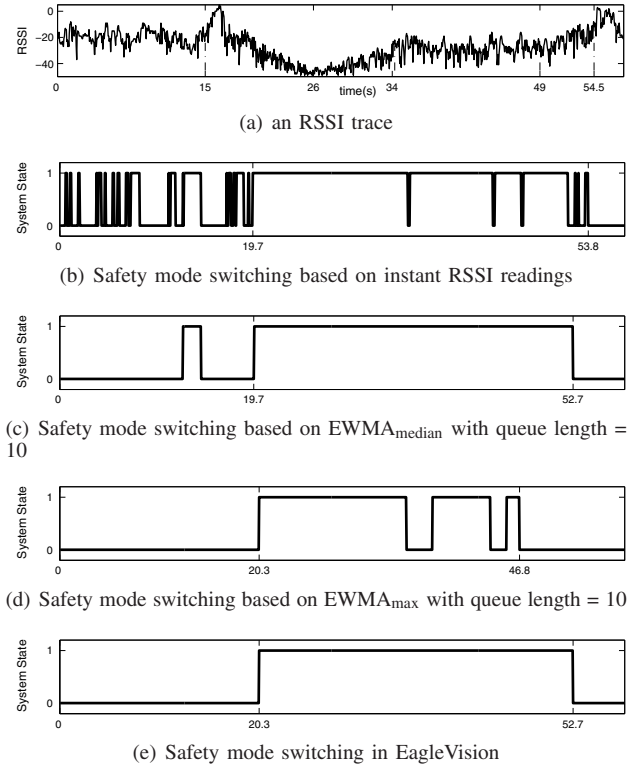 0
−20
−40
RSSI
0 15 26 34 49 54.5
time(s)
(a) an RSSI trace
System State
1
0
0 19.7 53.8
(b) Safety mode switching based on instant RSSI readings
System State
1
0
0 19.7 52.7
(c) Safety mode switching based on EWMAmedian with queue length =
10
System State
1
0
0 20.3 46.8
(d) Safety mode switching based on EWMAmax with queue length = 10
System State
1
0
0 20.3 52.7
(e) Safety mode switching in EagleVision